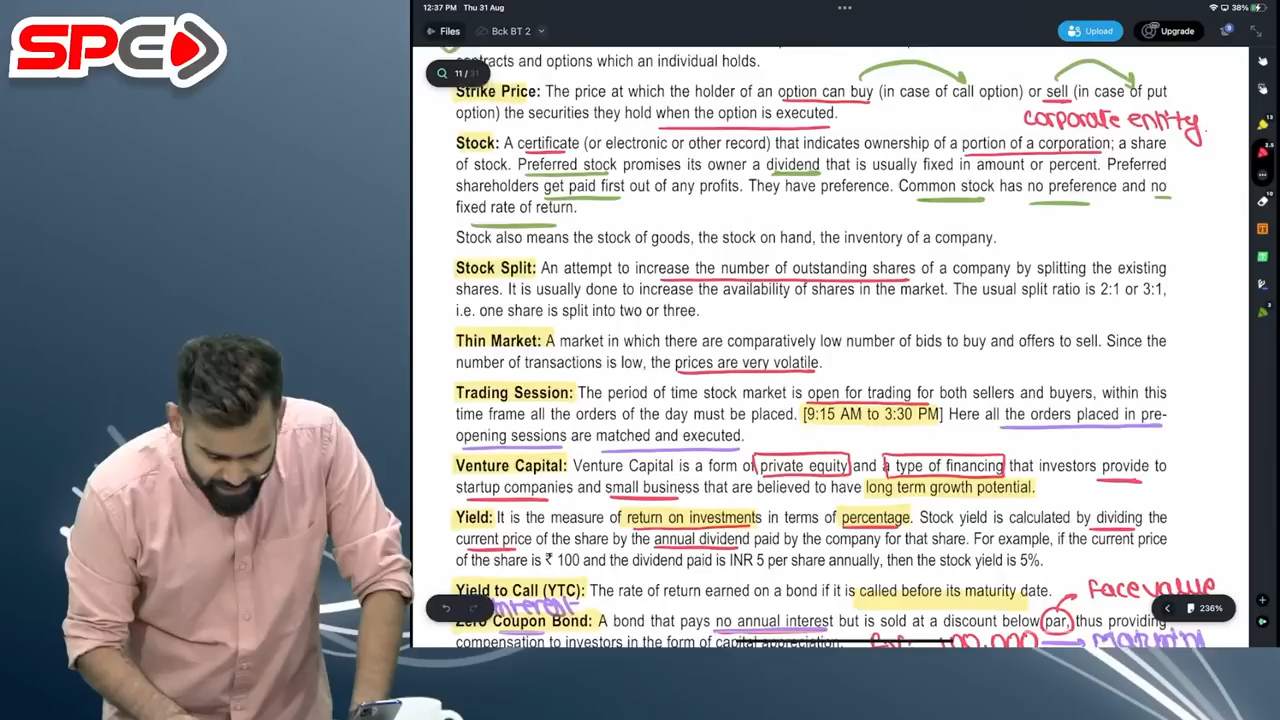 SPC
12:37 PM Thu 31 Aug
38%
Files
Bck BT 2
Upload
Upgrade
contracts and options which an individual holds.
11 / 31
Strike Price: The price at which the holder of an option can buy (in case of call option) or sell (in case of put
option) the securities they hold when the option is executed.
corporate entity.
Stock: A certificate (or electronic or other record) that indicates ownership of a portion of a corporation; a share
of stock. Preferred stock promises its owner a dividend that is usually fixed in amount or percent. Preferred
shareholders get paid first out of any profits. They have preference. Common stock has no preference and no
fixed rate of return.
Stock also means the stock of goods, the stock on hand, the inventory of a company.
Stock Split: An attempt to increase the number of outstanding shares of a company by splitting the existing
shares. It is usually done to increase the availability of shares in the market. The usual split ratio is 2:1 or 3:1,
i.e. one share is split into two or three.
Thin Market: A market in which there are comparatively low number of bids to buy and offers to sell. Since the
number of transactions is low, the prices are very volatile.
Trading Session: The period of time stock market is open for trading for both sellers and buyers, within this
time frame all the orders of the day must be placed. [9:15 AM to 3:30 PM] Here all the orders placed in pre-
opening sessions are matched and executed.
Venture Capital: Venture Capital is a form of private equity and a type of financing that investors provide to
startup companies and small business that are believed to have long term growth potential.
Yield: It is the measure of return on investments in terms of percentage. Stock yield is calculated by dividing the
current price of the share by the annual dividend paid by the company for that share. For example, if the current price
of the share is ₹ 100 and the dividend paid is INR 5 per share annually, then the stock yield is 5%.
Yield to Call (YTC): The rate of return earned on a bond if it is called before its maturity date.
Face value
236%
interest
Zero Coupon Bond: A bond that pays no annual interest but is sold at a discount below par, thus providing
compensation to investors in the form of capital appreciation.
100,000
Maturity